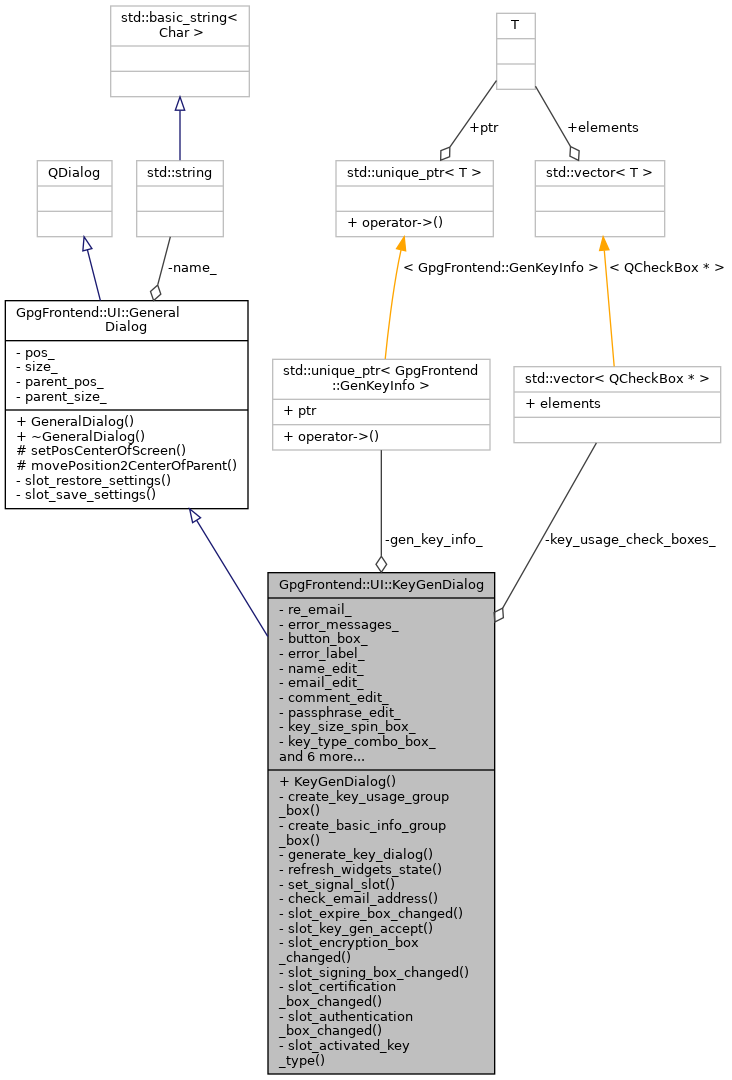 std::basic_string<
Char >
T
+ptr
+elements
QDialog
std::string
std::unique_ptr< T >
+ operator->()
std::vector< T >
-name_
< GpgFrontend::GenKeyInfo >
< QCheckBox * >
GpgFrontend::UI::General
Dialog
- pos_
- size_
- parent_pos_
- parent_size_
+ GeneralDialog()
+ ~GeneralDialog()
# setPosCenterOfScreen()
# movePosition2CenterOfParent()
- slot_restore_settings()
- slot_save_settings()
std::unique_ptr< GpgFrontend
::GenKeyInfo >
+ ptr
+ operator->()
std::vector< QCheckBox * >
+ elements
-gen_key_info_
-key_usage_check_boxes_
GpgFrontend::UI::KeyGenDialog
- re_email_
- error_messages_
- button_box_
- error_label_
- name_edit_
- email_edit_
- comment_edit_
- passphrase_edit_
- key_size_spin_box_
- key_type_combo_box_
and 6 more...
+ KeyGenDialog()
- create_key_usage_group
_box()
- create_basic_info_group
_box()
- generate_key_dialog()
- refresh_widgets_state()
- set_signal_slot()
- check_email_address()
- slot_expire_box_changed()
- slot_key_gen_accept()
- slot_encryption_box
_changed()
- slot_signing_box_changed()
- slot_certification
_box_changed()
- slot_authentication
_box_changed()
- slot_activated_key
_type()